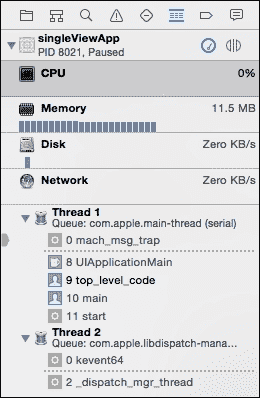 singleViewApp
PID 8021, Paused
CPU 0%
Memory 11.5 MB
Disk Zero KB/s
Network Zero KB/s
Thread 1
Queue: com.apple.main-thread (serial)
0 mach_msg_trap
8 UIApplicationMain
9 top_level_code
10 main
11 start
Thread 2
Queue: com.apple.libdispatch-mana...
0 kevent64
2 _dispatch_mgr_thread